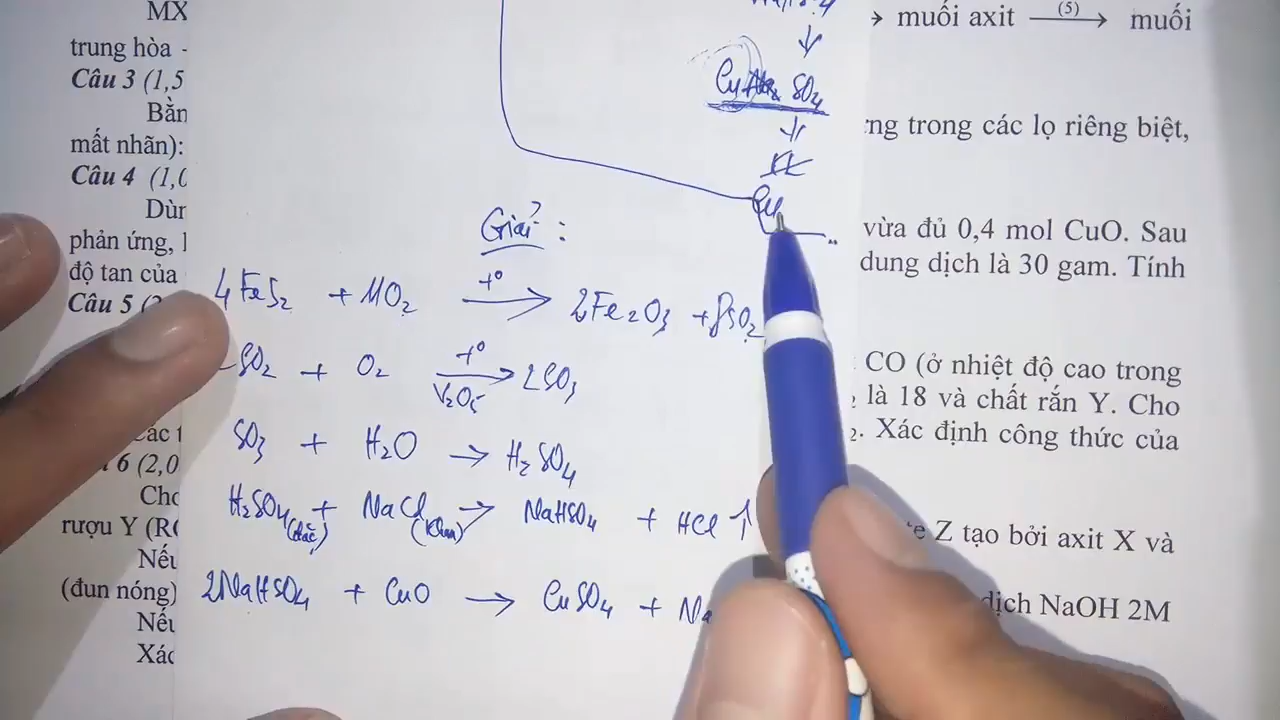 MX
→ muối axit —(5)→ muối
trung hòa -
CuSO4
Câu 3 (1,5
Bằn
ng trong các lọ riêng biệt,
mất nhãn):
Câu 4 (1,0
Dùn
vừa đủ 0,4 mol CuO. Sau
Giải:
phản ứng, l
dung dịch là 30 gam. Tính
độ tan của
Câu 5
4FeS2 + 11O2 —t°→ 2Fe2O3 + 8SO2
CO (ở nhiệt độ cao trong
SO2 + O2 —t° V2O5→ 2SO3
là 18 và chất rắn Y. Cho
SO3 + H2O → H2SO4
2. Xác định công thức của
6 (2,0
Cho
H2SO4 (đặc) + NaCl (khan) → NaHSO4 + HCl ↑
rượu Y (R
Z tạo bởi axit X và
Nếu
(đun nóng)
2NaHSO4 + CuO → CuSO4 + Na
dịch NaOH 2M
Nếu
Xác